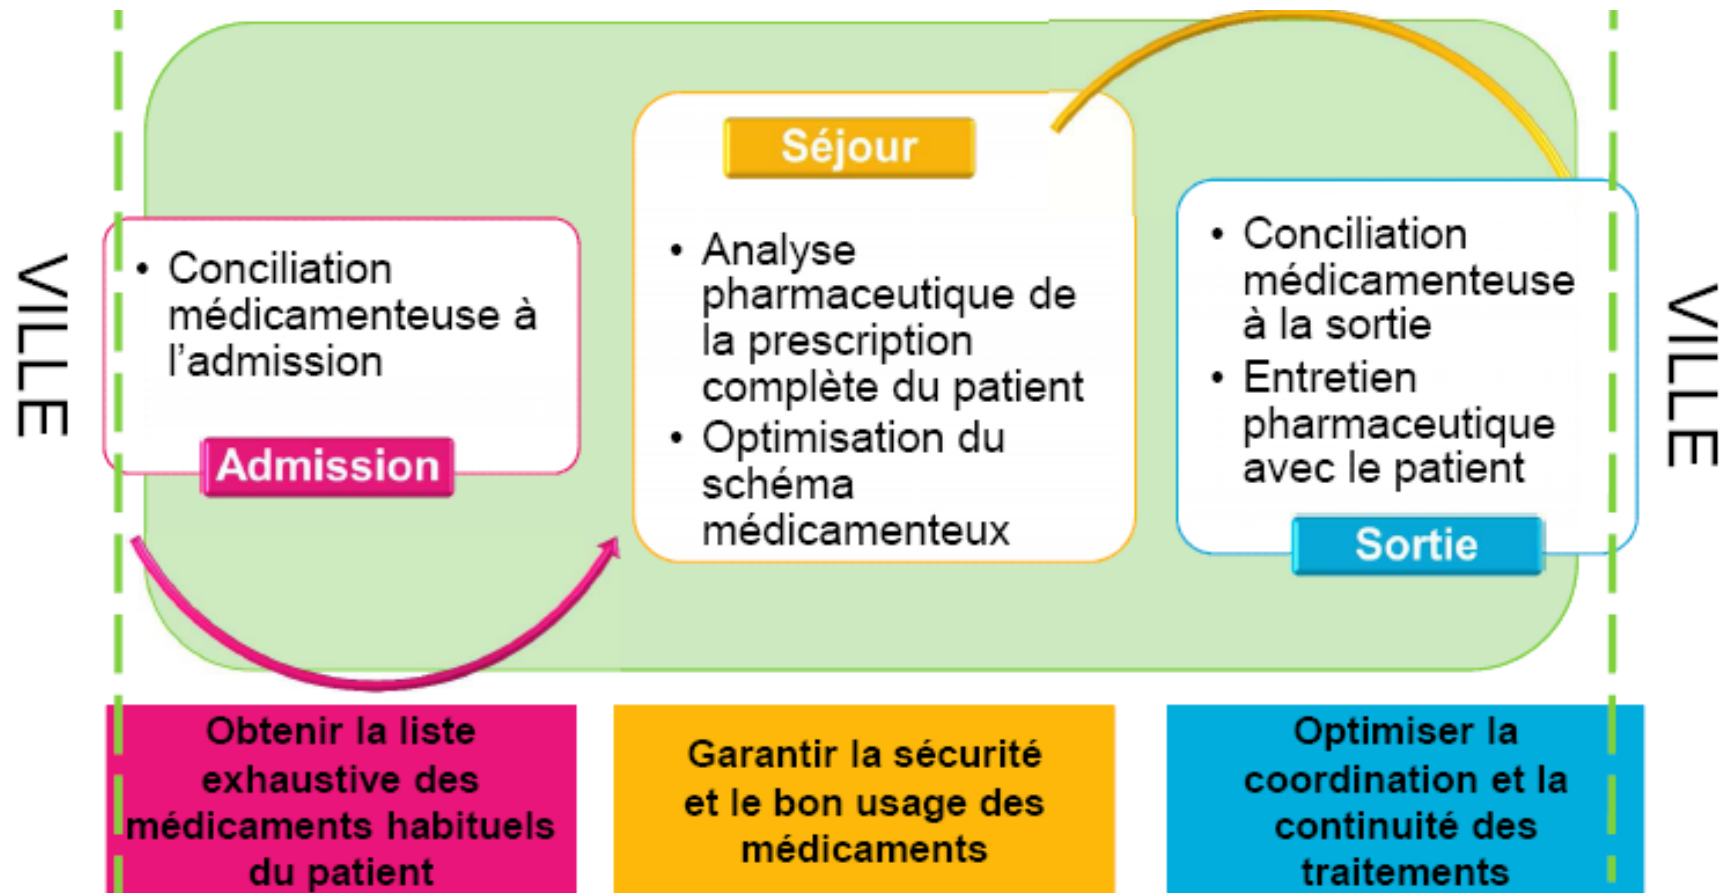 VILLE
• Conciliation
médicamenteuse à
l’admission
Admission
Séjour
• Analyse
pharmaceutique de
la prescription
complète du patient
• Optimisation du
schéma
médicamenteux
• Conciliation
médicamenteuse
à la sortie
• Entretien
pharmaceutique
avec le patient
Sortie
VILLE
Obtenir la liste
exhaustive des
médicaments habituels
du patient
Garantir la sécurité
et le bon usage des
médicaments
Optimiser la
coordination et la
continuité des
traitements